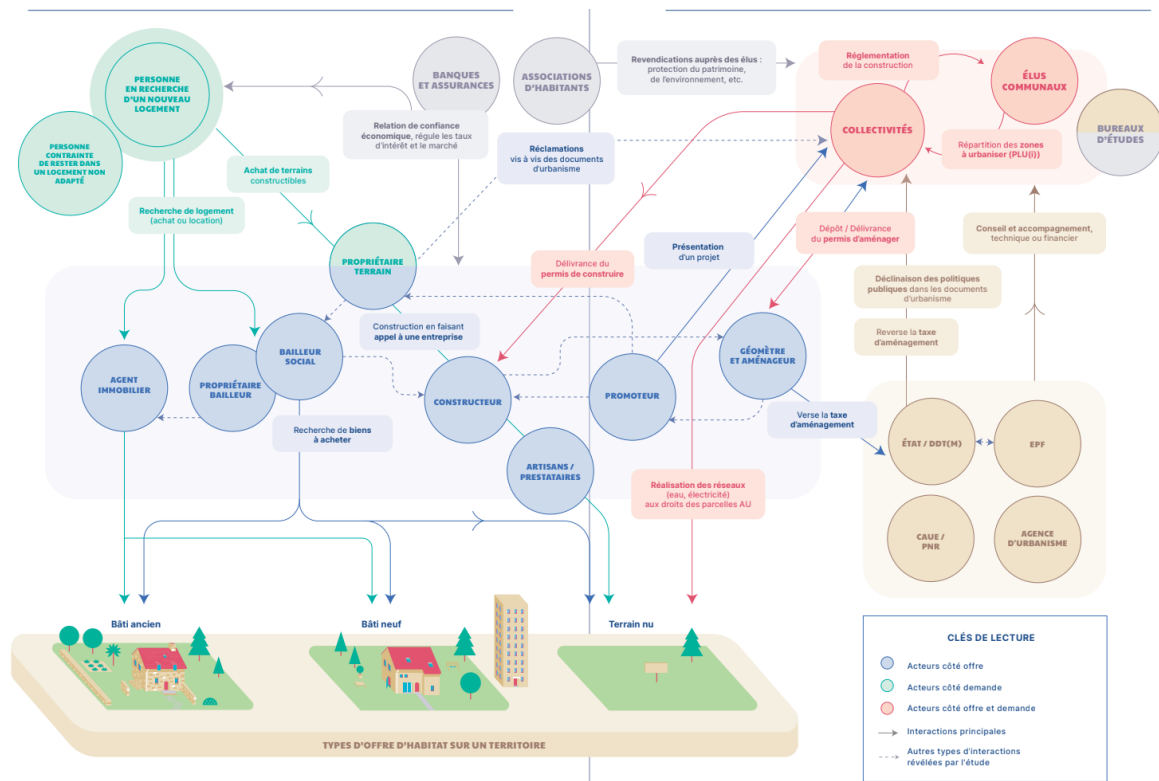 PERSONNE
EN RECHERCHE
D'UN NOUVEAU
LOGEMENT
PERSONNE
CONTRAINTE
DE RESTER DANS
UN LOGEMENT NON
ADAPTÉ
BANQUES
ET ASSURANCES
ASSOCIATIONS
D'HABITANTS
Revendications auprès des élus :
protection du patrimoine,
de l'environnement, etc.
Réglementation
de la construction
ÉLUS
COMMUNAUX
COLLECTIVITÉS
BUREAUX
D'ÉTUDES
Répartition des zones
à urbaniser (PLU(i))
Relation de confiance
économique, régule les taux
d'intérêt et le marché
Réclamations
vis à vis des documents
d'urbanisme
Achat de terrains
constructibles
Recherche de logement
(achat ou location)
Dépôt / Délivrance
du permis d'aménager
Conseil et accompagnement,
technique ou financier
PROPRIÉTAIRE
TERRAIN
Délivrance du
permis de construire
Présentation
d'un projet
Déclinaison des politiques
publiques dans les documents
d'urbanisme
Reverse la taxe
d'aménagement
Construction en faisant
appel à une entreprise
BAILLEUR
SOCIAL
GÉOMÈTRE
ET AMÉNAGEUR
AGENT
IMMOBILIER
PROPRIÉTAIRE
BAILLEUR
CONSTRUCTEUR
PROMOTEUR
Recherche de biens
à acheter
Verse la taxe
d'aménagement
ÉTAT / DDT(M)
EPF
ARTISANS /
PRESTATAIRES
Réalisation des réseaux
(eau, électricité)
aux droits des parcelles AU
CAUE /
PNR
AGENCE
D'URBANISME
Bâti ancien
Bâti neuf
Terrain nu
TYPES D'OFFRE D'HABITAT SUR UN TERRITOIRE
CLÉS DE LECTURE
Acteurs côté offre
Acteurs côté demande
Acteurs côté offre et demande
Interactions principales
Autres types d'interactions
révélées par l'étude